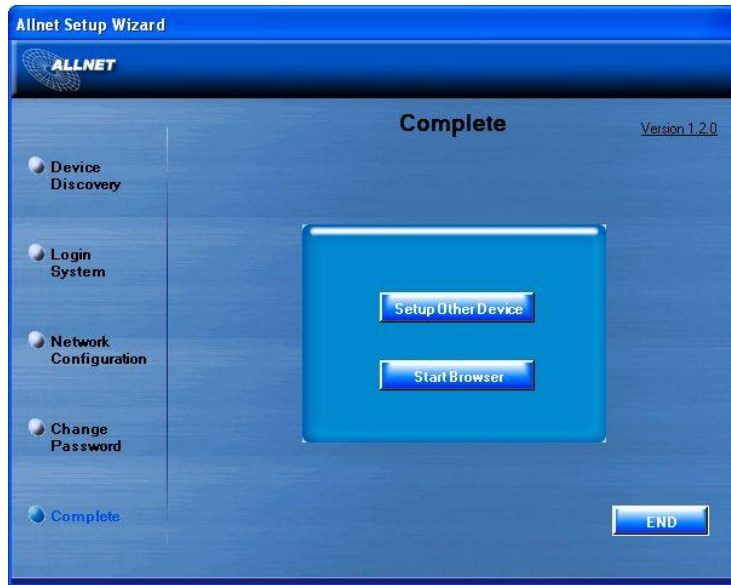 Allnet Setup Wizard
ALLNET
Complete
Version 1.2.0
Device
Discovery
Login
System
Network
Configuration
Change
Password
Complete
Setup Other Device
Start Browser
END